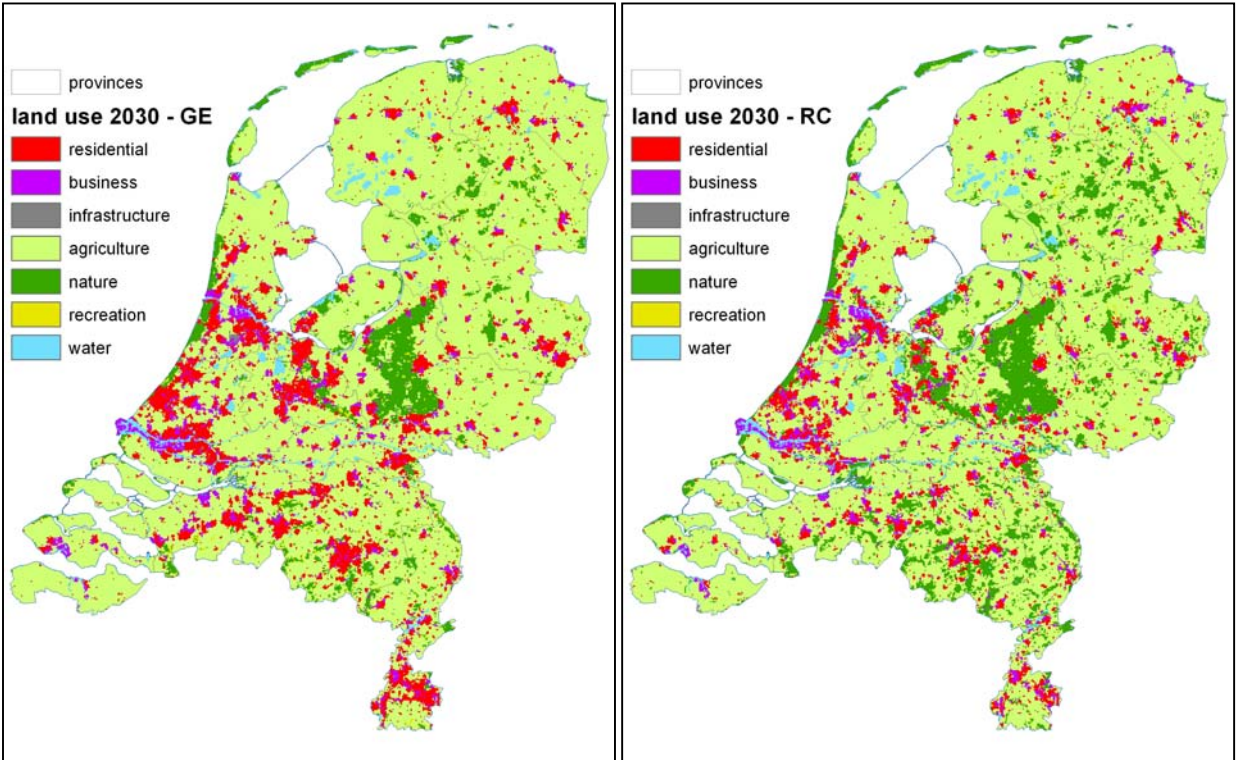 provinces
land use 2030 - GE
residential
business
infrastructure
agriculture
nature
recreation
water
provinces
land use 2030 - RC
residential
business
infrastructure
agriculture
nature
recreation
water